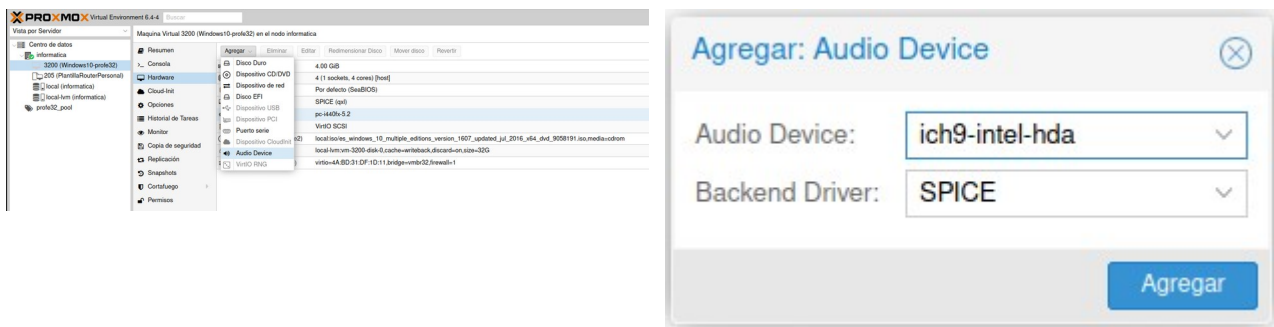 PROXMOX Virtual Environment 6.4-4 Buscar
Vista por Servidor
Centro de datos
informatica
3200 (Windows10-profe32)
205 (PlantillaRouterPersonal)
local (informatica)
local-lvm (informatica)
profe32_pool
Maquina Virtual 3200 (Windows10-profe32) en el nodo informatica
Resumen
Consola
Hardware
Cloud-Init
Opciones
Historial de Tareas
Monitor
Copia de seguridad
Replicación
Snapshots
Cortafuego
Permisos
Agregar Eliminar Editar Redimensionar Disco Mover disco Revertir
Disco Duro
Dispositivo CD/DVD
Dispositivo de red
Disco EFI
Dispositivo USB
Dispositivo PCI
Puerto serie
Dispositivo CloudInit
Audio Device
VirtIO RNG
4.00 GiB
4 (1 sockets, 4 cores) [host]
Por defecto (SeaBIOS)
SPICE (qxl)
pc-i440fx-5.2
VirtIO SCSI
local:iso/es_windows_10_multiple_editions_version_1607_updated_jul_2016_x64_dvd_9058191.iso,media=cdrom
local-lvm:vm-3200-disk-0,cache=writeback,discard=on,size=32G
virtio=4A:BD:31:DF:1D:11,bridge=vmbr32,firewall=1
Agregar: Audio Device
Audio Device: ich9-intel-hda
Backend Driver: SPICE
Agregar